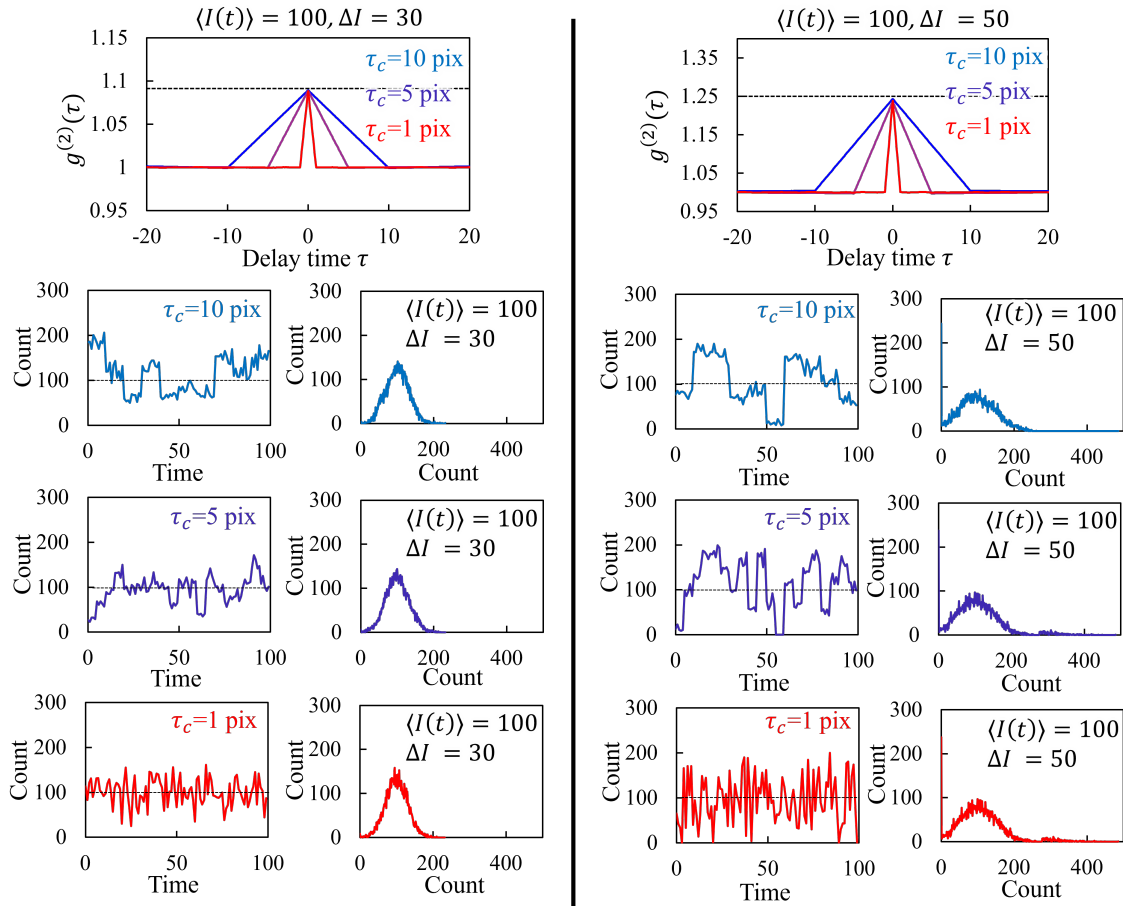 ⟨I(t)⟩ = 100, ΔI = 30
1.15
1.1
1.05
1
0.95
g⁽²⁾(τ)
τc=10 pix
τc=5 pix
τc=1 pix
-20 -10 0 10 20
Delay time τ
300
200
100
0
Count
τc=10 pix
0 50 100
Time
300
200
100
0
Count
⟨I(t)⟩ = 100
ΔI = 30
0 200 400
Count
300
200
100
0
Count
τc=5 pix
0 50 100
Time
300
200
100
0
Count
⟨I(t)⟩ = 100
ΔI = 30
0 200 400
Count
300
200
100
0
Count
τc=1 pix
0 50 100
Time
300
200
100
0
Count
⟨I(t)⟩ = 100
ΔI = 30
0 200 400
Count
⟨I(t)⟩ = 100, ΔI = 50
1.35
1.25
1.15
1.05
0.95
g⁽²⁾(τ)
τc=10 pix
τc=5 pix
τc=1 pix
-20 -10 0 10 20
Delay time τ
300
200
100
0
Count
τc=10 pix
0 50 100
Time
300
200
100
0
Count
⟨I(t)⟩ = 100
ΔI = 50
0 200 400
Count
300
200
100
0
Count
τc=5 pix
0 50 100
Time
300
200
100
0
Count
⟨I(t)⟩ = 100
ΔI = 50
0 200 400
Count
300
200
100
0
Count
τc=1 pix
0 50 100
Time
300
200
100
0
Count
⟨I(t)⟩ = 100
ΔI = 50
0 200 400
Count